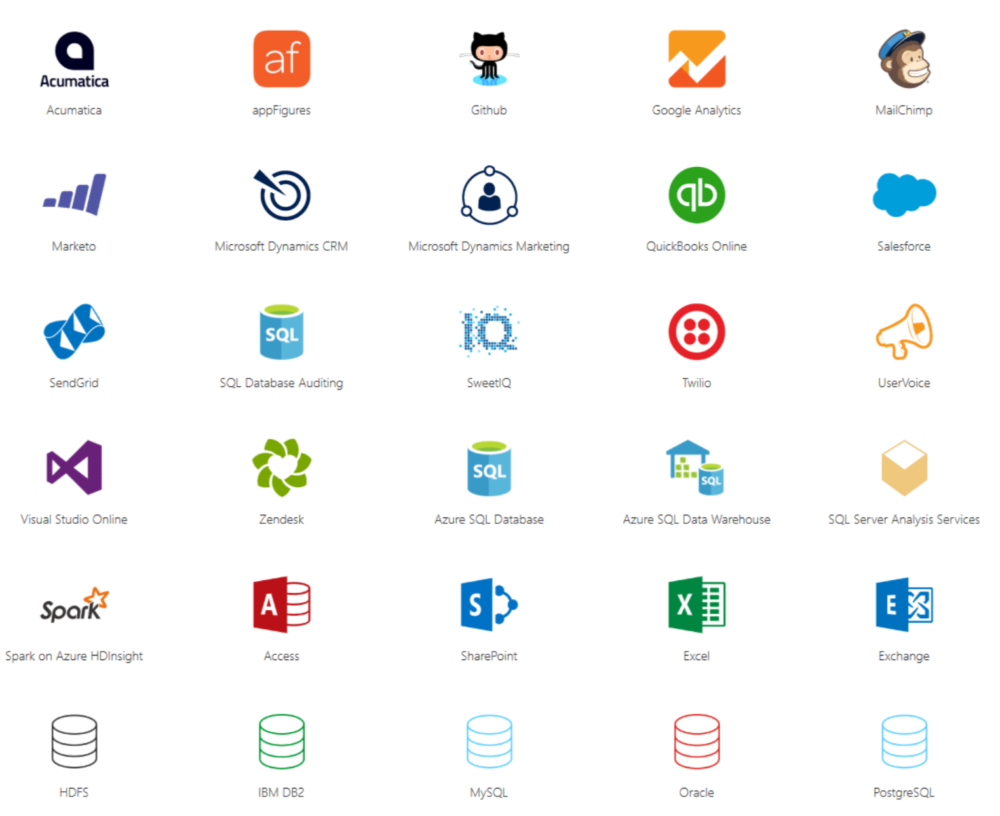 Acumatica
af
Acumatica
appFigures
Github
Google Analytics
MailChimp
qb
Marketo
Microsoft Dynamics CRM
Microsoft Dynamics Marketing
QuickBooks Online
Salesforce
SQL
IQ
SendGrid
SQL Database Auditing
SweetIQ
Twilio
UserVoice
SQL
SQL
Visual Studio Online
Zendesk
Azure SQL Database
Azure SQL Data Warehouse
SQL Server Analysis Services
Spark
A
S
X
E
Spark on Azure HDInsight
Access
SharePoint
Excel
Exchange
HDFS
IBM DB2
MySQL
Oracle
PostgreSQL